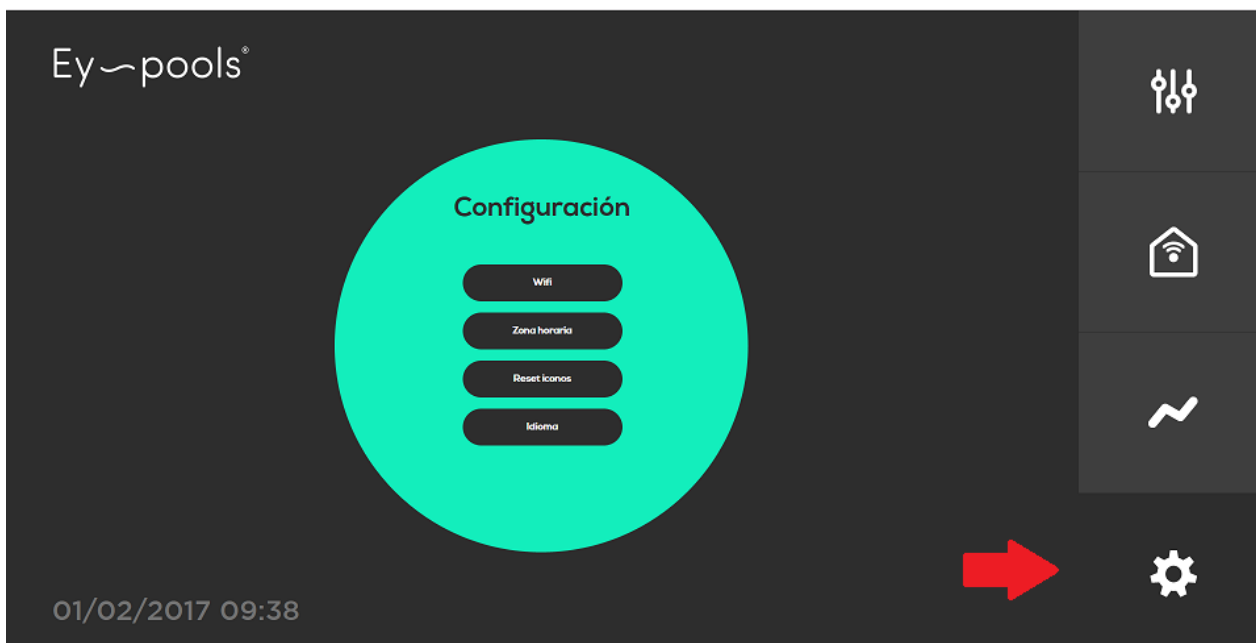 Ey~pools®
Configuración
Wifi
Zona horaria
Reset iconos
Idioma
01/02/2017 09:38